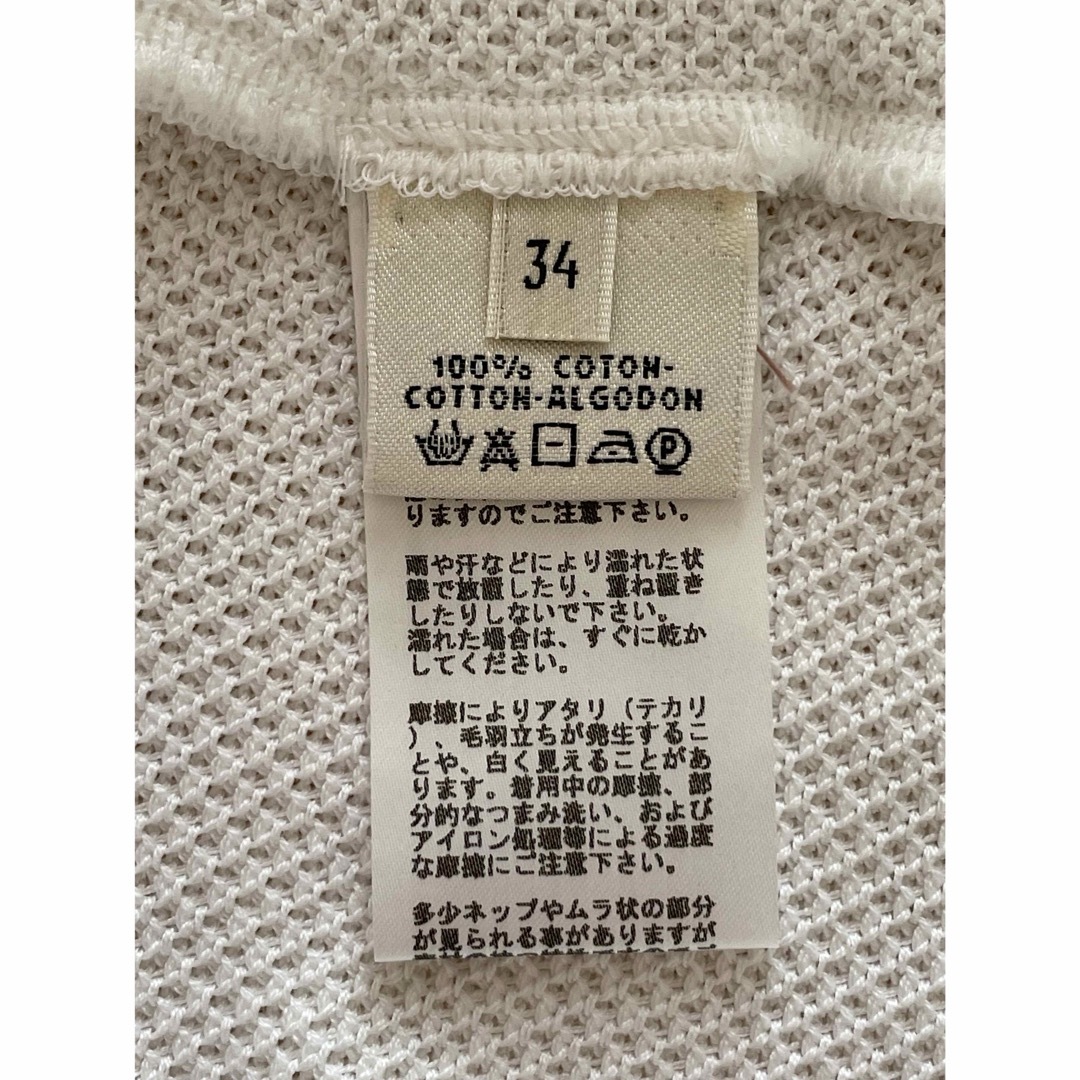 34
100% COTON-
COTTON-ALGODON
P
りますのでご注意下さい。
雨や汗などにより濡れた状
態で放置したり、重ね置き
したりしないで下さい。
濡れた場合は、すぐに乾か
してください。
摩擦によりアタリ（テカリ
）、毛羽立ちが発生するこ
とや、白く見えることがあ
ります。着用中の摩擦、部
分的なつまみ洗い、および
アイロン処理等による過度
な摩擦にご注意下さい。
多少ネップやムラ状の部分
が見られる事がありますが